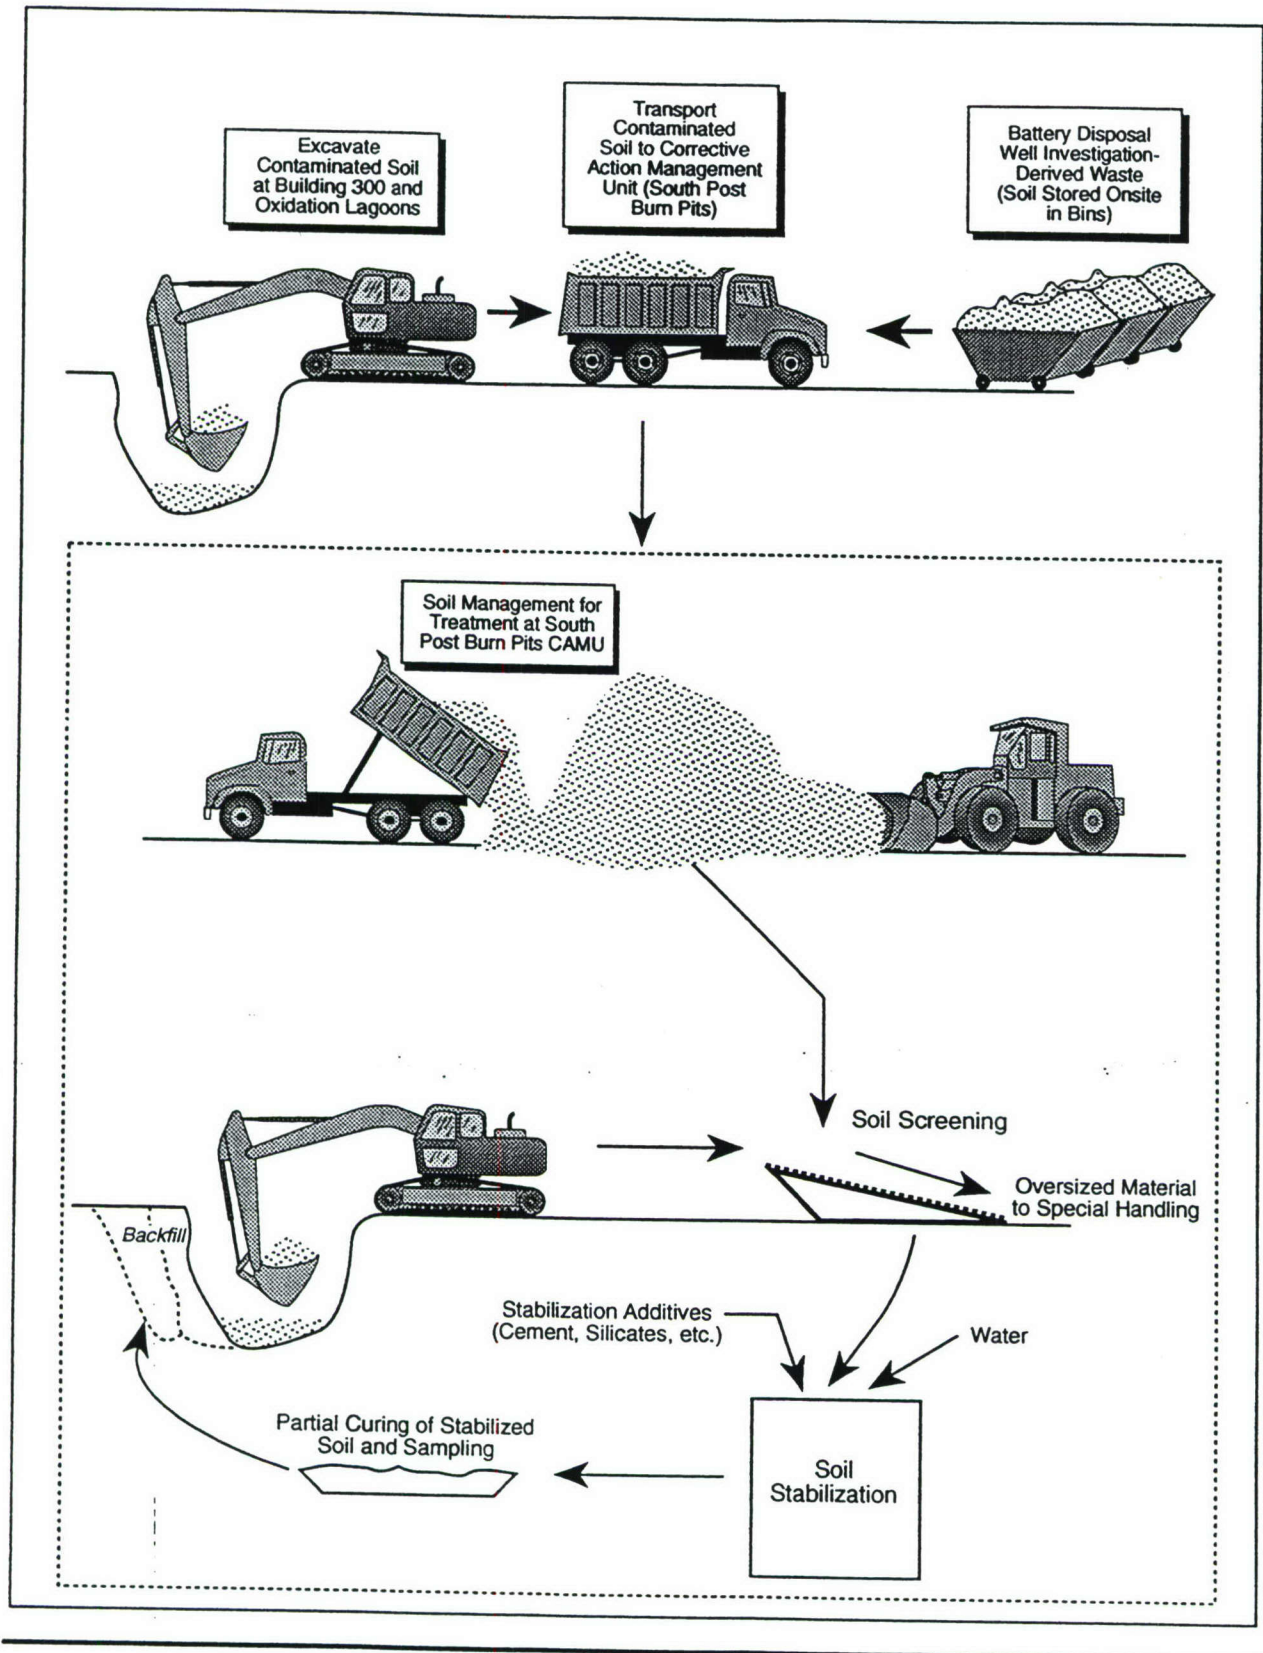 Excavate
Contaminated Soil
at Building 300 and
Oxidation Lagoons
Transport
Contaminated
Soil to Corrective
Action Management
Unit (South Post
Burn Pits)
Battery Disposal
Well Investigation-
Derived Waste
(Soil Stored Onsite
in Bins)
Soil Management for
Treatment at South
Post Burn Pits CAMU
Soil Screening
Oversized Material
to Special Handling
Backfill
Stabilization Additives
(Cement, Silicates, etc.)
Water
Partial Curing of Stabilized
Soil and Sampling
Soil
Stabilization